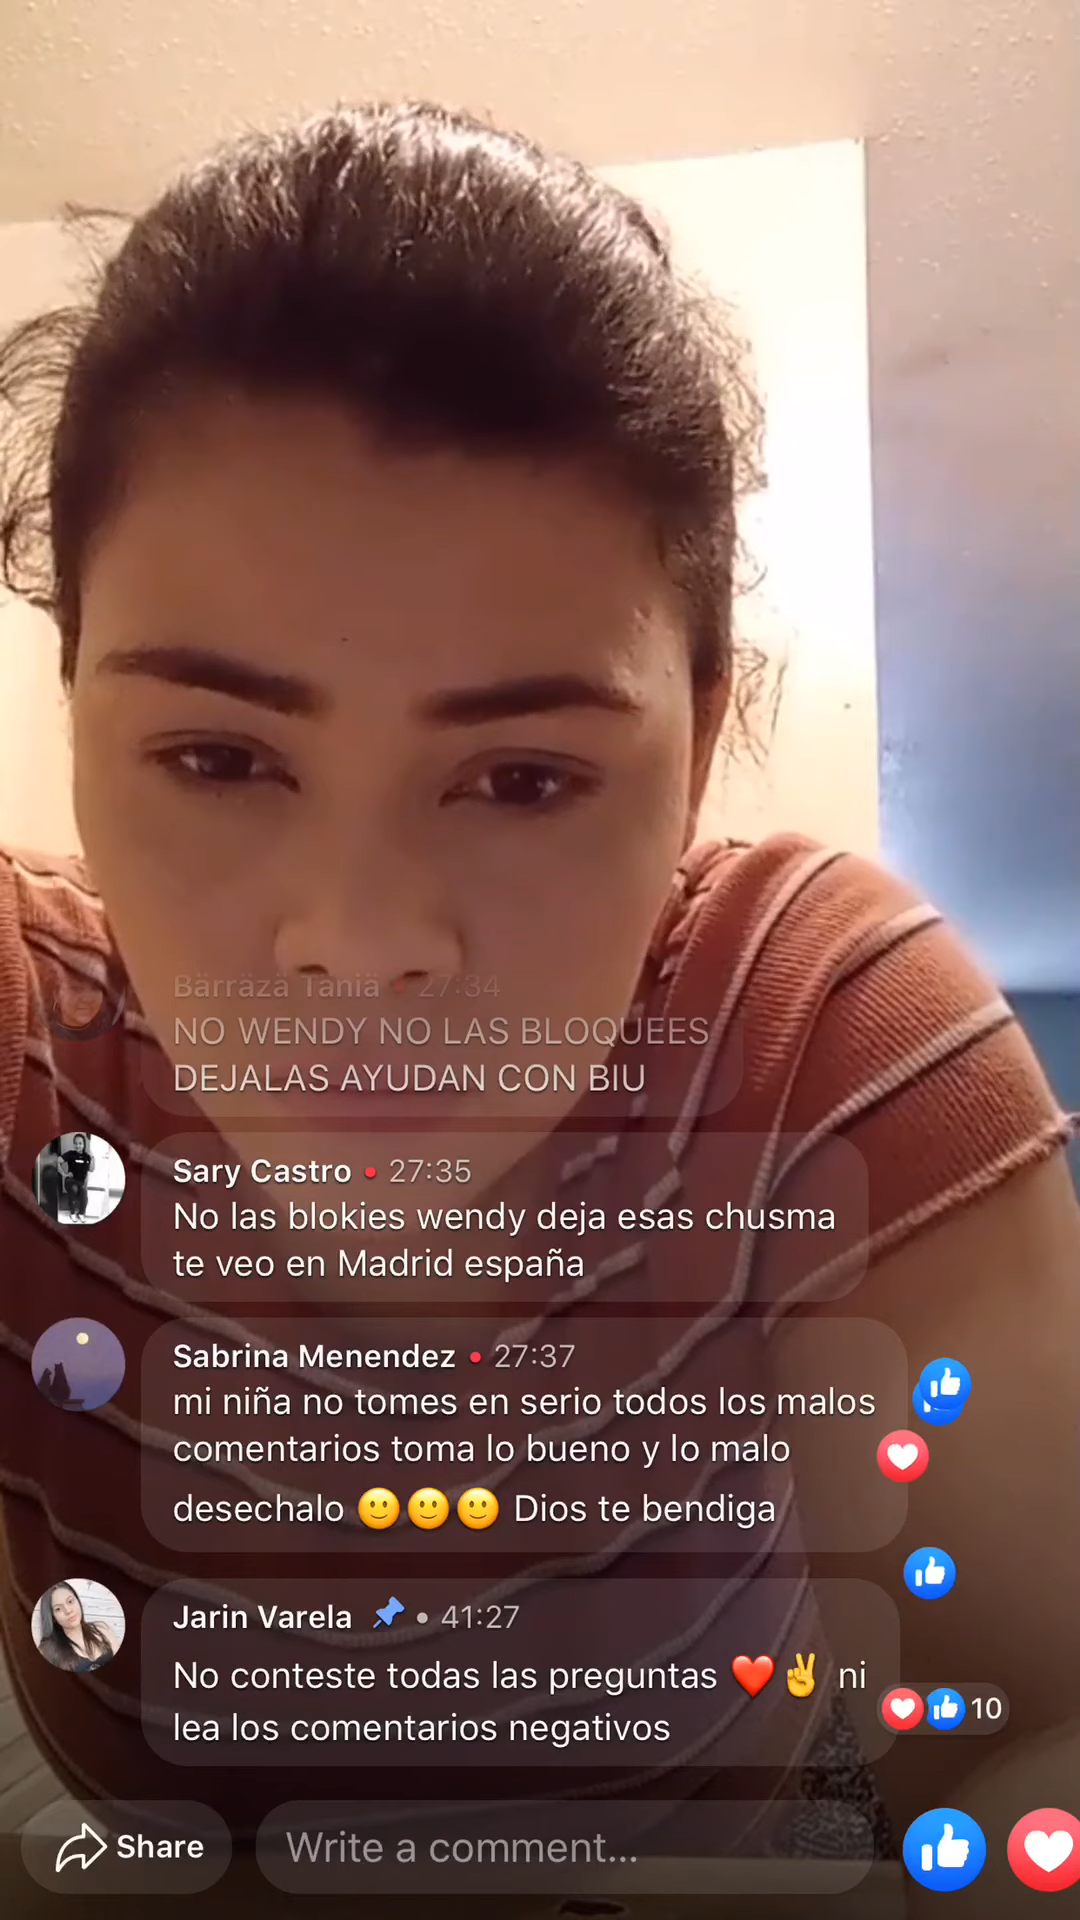 Bärräzä Täniä • 27:34
NO WENDY NO LAS BLOQUEES
DEJALAS AYUDAN CON BIU
Sary Castro • 27:35
No las blokies wendy deja esas chusma
te veo en Madrid españa
Sabrina Menendez • 27:37
mi niña no tomes en serio todos los malos
comentarios toma lo bueno y lo malo
desechalo 🙂🙂🙂 Dios te bendiga
Jarin Varela 📌 • 41:27
No conteste todas las preguntas ❤️✌️ ni
lea los comentarios negativos
10
Share
Write a comment...